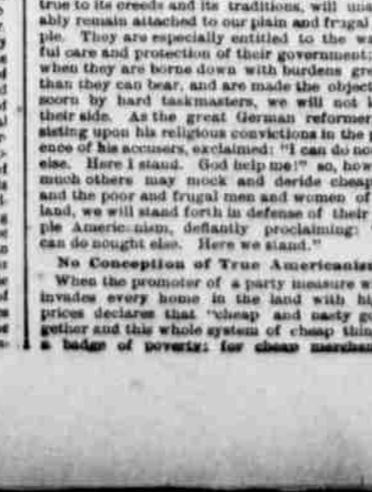 true to its creeds and its traditions, will
ably remain attached to our plain and frugal
ple. They are especially entitled to the
ful care and protection of their government;
when they are borne down with burdens
than they can bear, and are made the object
scorn by hard taskmasters, we will not
their side. As the great German reformer
sisting upon his religious convictions in the p
ence of his accusers, exclaimed: "I can do no
else. Here I stand. God help me!" so, how
much others may mock and deride cheap
and the poor and frugal men and women of
land, we will stand forth in defense of their
ple Americ nism, defiantly proclaiming:
can do nought else. Here we stand."
No Conception of True Americanis
When the promoter of a party measure w
invades every home in the land with hi
prices declares that "cheap and nasty go
gether and this whole system of cheap thin
a badge of poverty; for cheap merchan